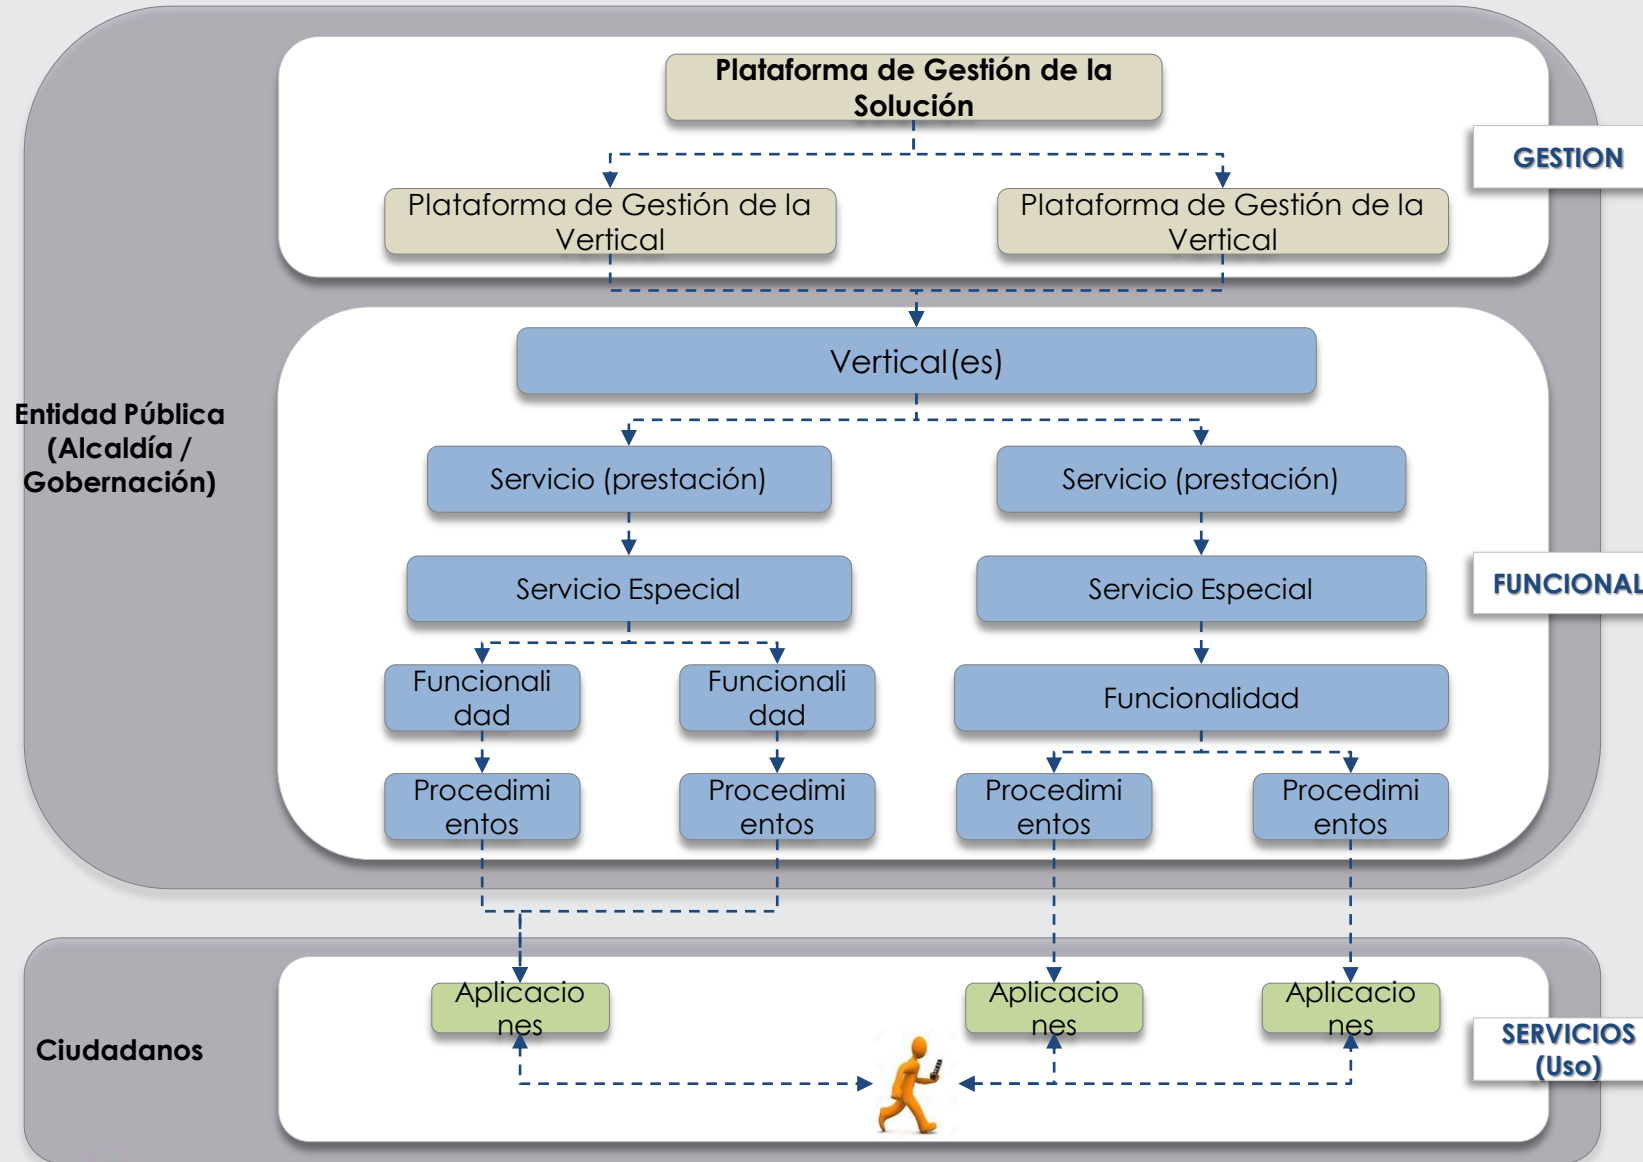 Plataforma de Gestión de la
Solución
GESTION
Plataforma de Gestión de la
Vertical
Plataforma de Gestión de la
Vertical
Vertical(es)
Entidad Pública
(Alcaldía /
Gobernación)
Servicio (prestación)
Servicio (prestación)
Servicio Especial
Servicio Especial
FUNCIONAL
Funcionali
dad
Funcionali
dad
Funcionalidad
Procedimi
entos
Procedimi
entos
Procedimi
entos
Procedimi
entos
Aplicacio
nes
Aplicacio
nes
Aplicacio
nes
Ciudadanos
SERVICIOS
(Uso)